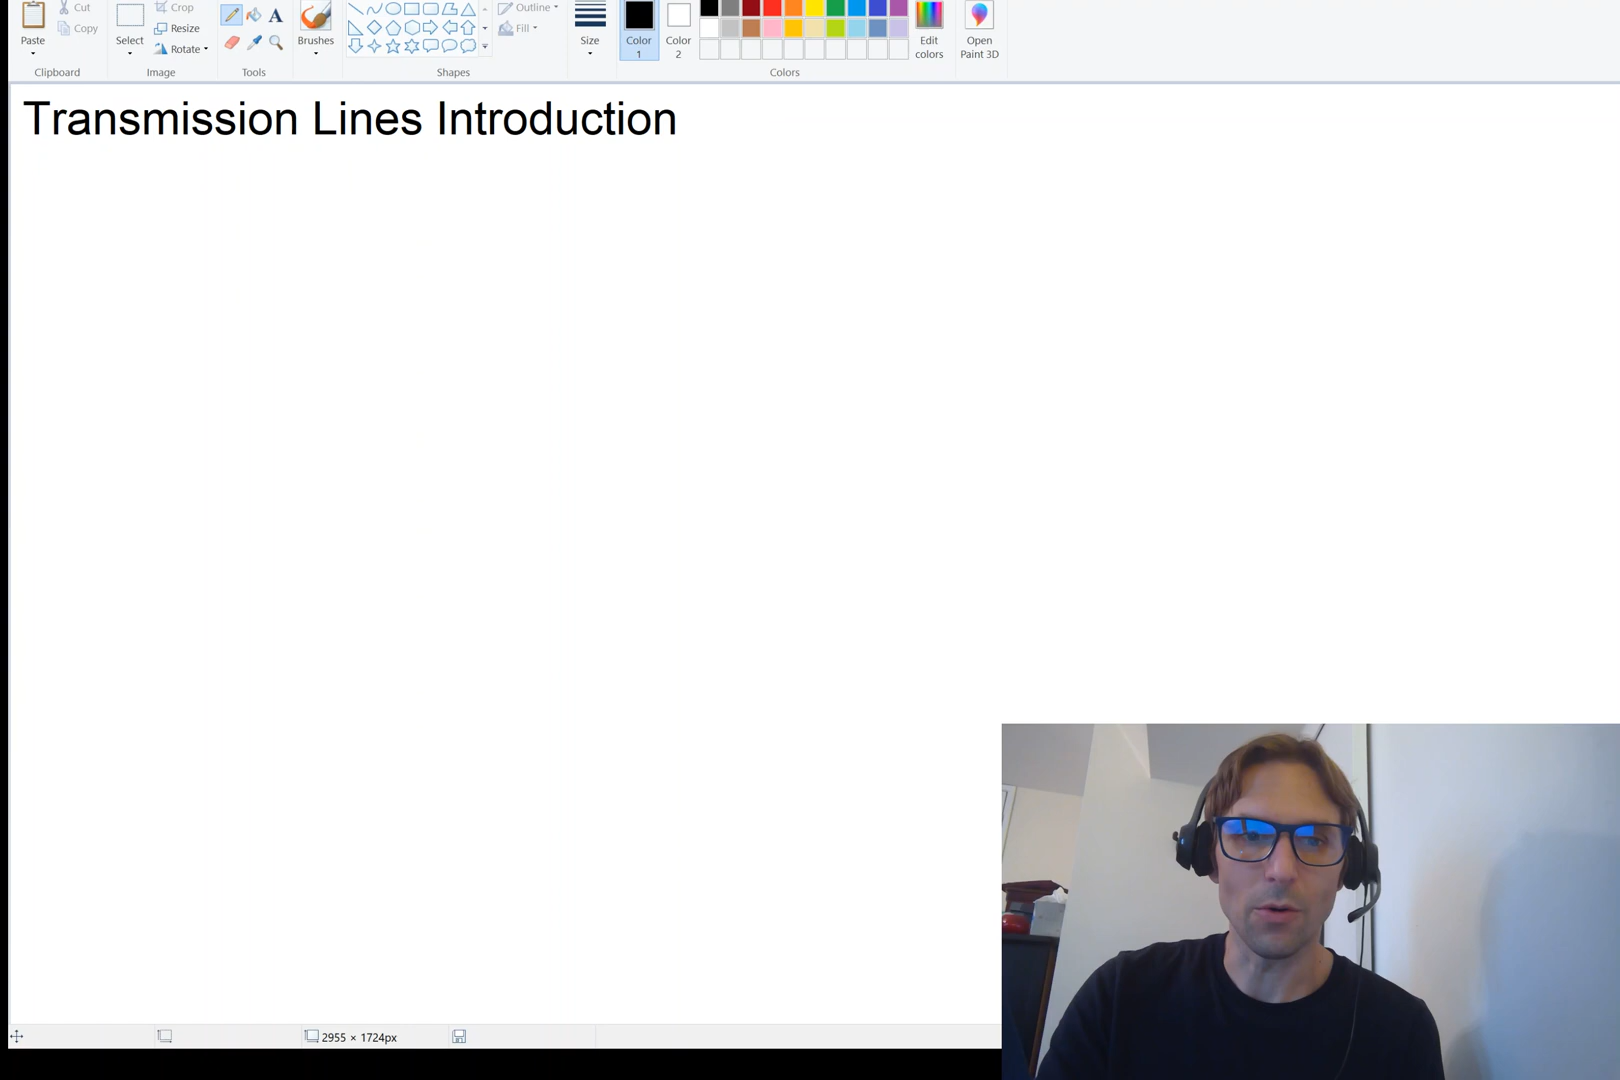 Paste
Cut
Copy
Clipboard
Select
Crop
Resize
Rotate
Image
Tools
Brushes
Shapes
Outline
Fill
Size
Color
1
Color
2
Colors
Edit
colors
Open
Paint 3D
Transmission Lines Introduction
2955 × 1724px